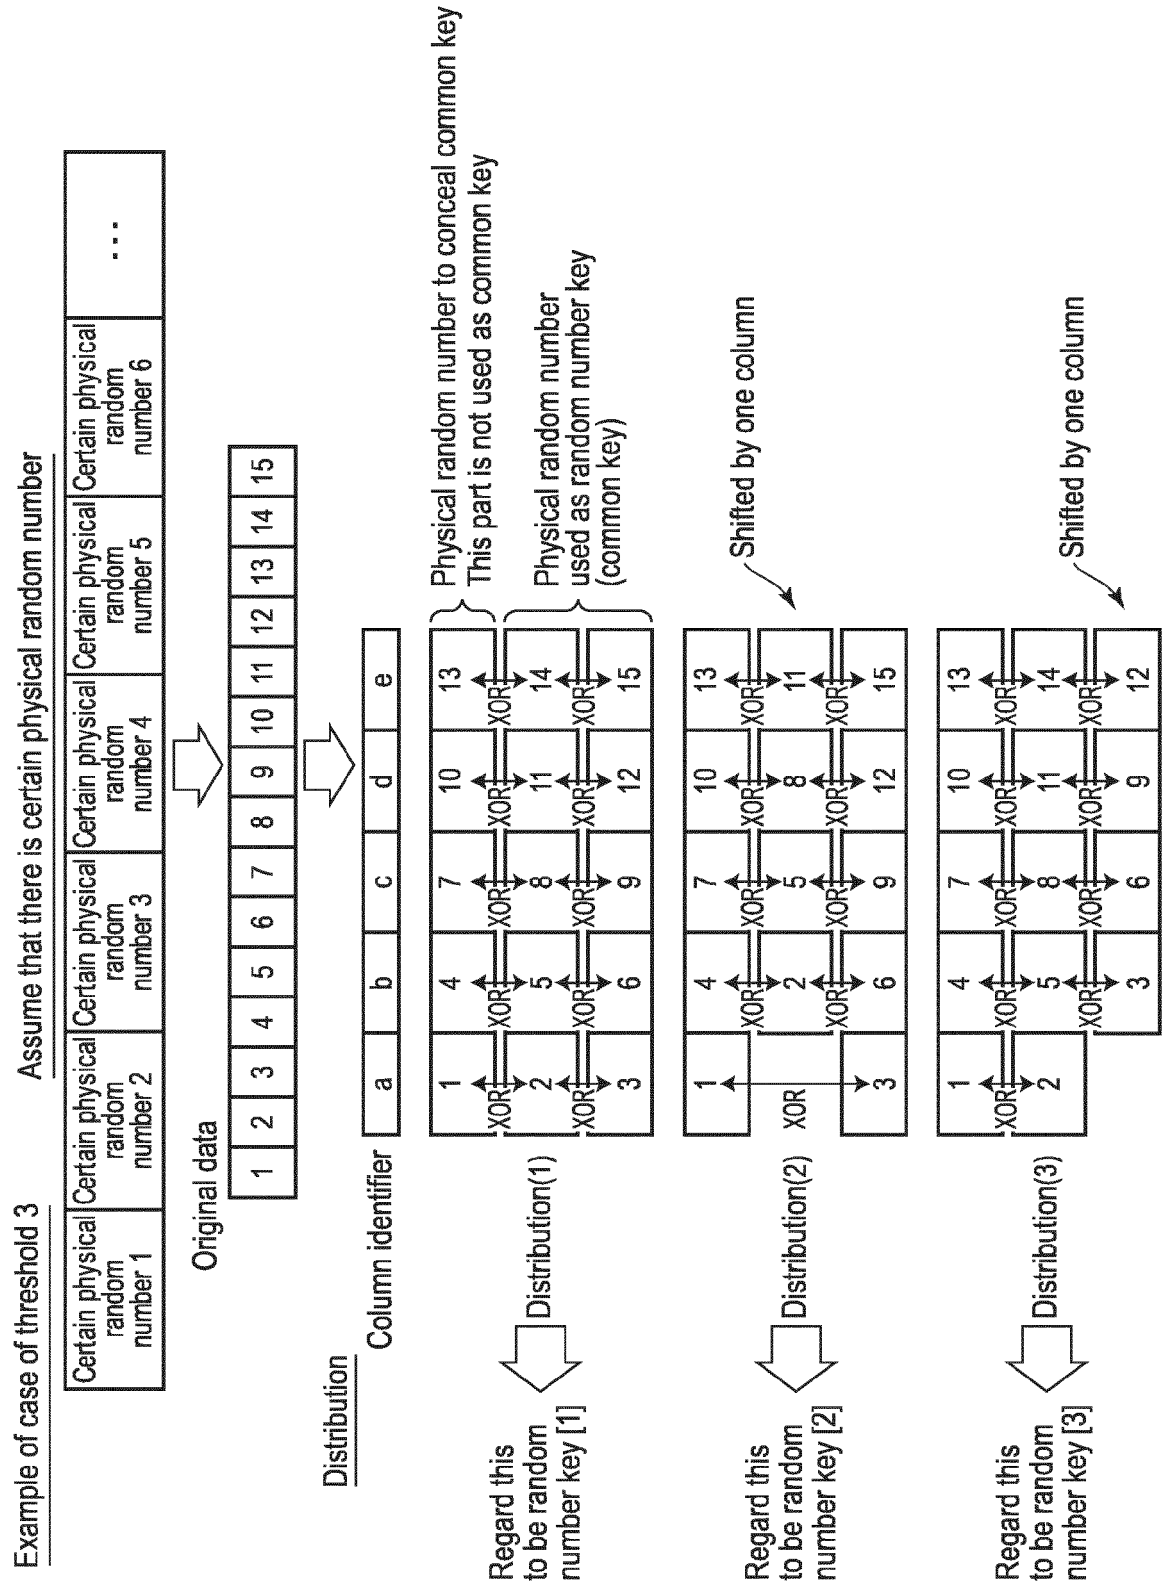 Example of case of threshold 3
Assume that there is certain physical random number
Certain physical
random
number 1
Certain physical
random
number 2
Certain physical
random
number 3
Certain physical
random
number 4
Certain physical
random
number 5
Certain physical
random
number 6
...
Original data
1 2 3 4 5 6 7 8 9 10 11 12 13 14 15
Distribution
Column identifier
a b c d e
Regard this
to be random
number key [1]
Distribution(1)
1 4 7 10 13
XOR XOR XOR XOR XOR
2 5 8 11 14
XOR XOR XOR XOR XOR
3 6 9 12 15
Physical random number to conceal common key
This part is not used as common key
Physical random number
used as random number key
(common key)
Regard this
to be random
number key [2]
Distribution(2)
1 4 7 10 13
XOR XOR XOR XOR
XOR 2 5 8 11
XOR XOR XOR XOR
3 6 9 12 15
Shifted by one column
Regard this
to be random
number key [3]
Distribution(3)
1 4 7 10 13
XOR XOR XOR XOR XOR
2 5 8 11 14
XOR XOR XOR XOR
3 6 9 12
Shifted by one column